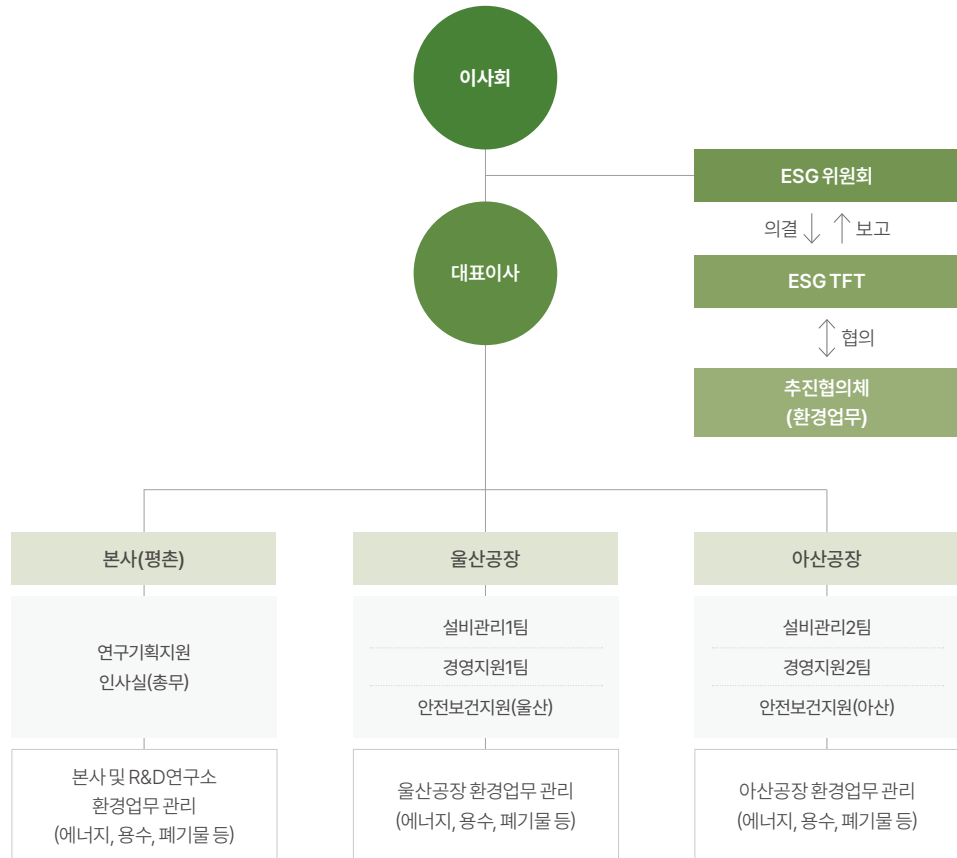 이사회
ESG 위원회
의결
보고
대표이사
ESG TFT
협의
추진협의체
(환경업무)
본사(평촌)
울산공장
아산공장
연구기획지원
인사실(총무)
설비관리1팀
경영지원1팀
안전보건지원(울산)
설비관리2팀
경영지원2팀
안전보건지원(아산)
본사 및 R&D연구소
환경업무 관리
(에너지, 용수, 폐기물 등)
울산공장 환경업무 관리
(에너지, 용수, 폐기물 등)
아산공장 환경업무 관리
(에너지, 용수, 폐기물 등)